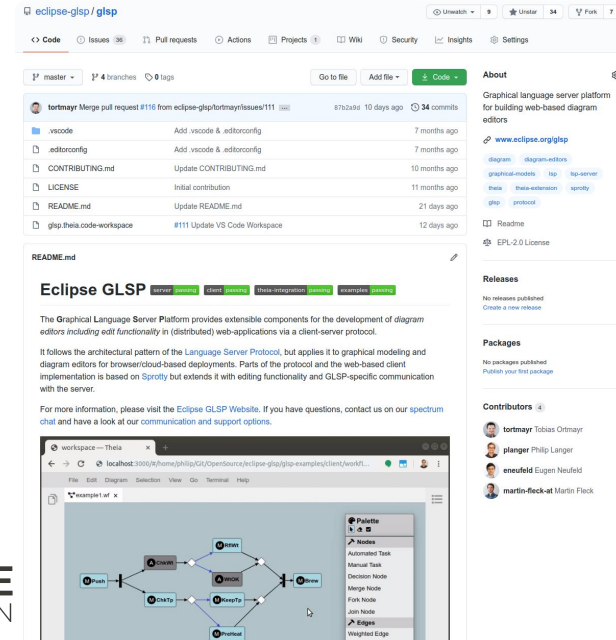 eclipse-glsp / glsp
Unwatch 9 Unstar 34 Fork 7
Code Issues 36 Pull requests Actions Projects 1 Wiki Security Insights Settings
master 4 branches 0 tags Go to file Add file Code
tortmayr Merge pull request #116 from eclipse-glsp/tortmayr/issues/111 ... 87b2a9d 10 days ago 34 commits
.vscode Add .vscode & .editorconfig 7 months ago
.editorconfig Add .vscode & .editorconfig 7 months ago
CONTRIBUTING.md Update CONTRIBUTING.md 10 months ago
LICENSE Initial contribution 11 months ago
README.md Update README.md 21 days ago
glsp.theia.code-workspace #111 Update VS Code Workspace 12 days ago
README.md
Eclipse GLSP server passing client passing theia-integration passing examples passing
The Graphical Language Server Platform provides extensible components for the development of diagram
editors including edit functionality in (distributed) web-applications via a client-server protocol.
It follows the architectural pattern of the Language Server Protocol, but applies it to graphical modeling and
diagram editors for browser/cloud-based deployments. Parts of the protocol and the web-based client
implementation is based on Sprotty but extends it with editing functionality and GLSP-specific communication
with the server.
For more information, please visit the Eclipse GLSP Website. If you have questions, contact us on our spectrum
chat and have a look at our communication and support options.
workspace — Theia
localhost:3000/#/home/philip/Git/OpenSource/eclipse-glsp/glsp-examples/client/workfl...
File Edit Diagram Selection View Go Terminal Help
example1.wf
M Push
A ChkWt
M ChkTp
M RflWt
A WtOK
M KeepTp
M PreHeat
M Brew
Palette
Nodes
Automated Task
Manual Task
Decision Node
Merge Node
Fork Node
Join Node
Edges
Weighted Edge
About
Graphical language server platform
for building web-based diagram
editors
www.eclipse.org/glsp
diagram diagram-editors
graphical-models lsp lsp-server
theia theia-extension sprotty
glsp protocol
Readme
EPL-2.0 License
Releases
No releases published
Create a new release
Packages
No packages published
Publish your first package
Contributors 4
tortmayr Tobias Ortmayr
planger Philip Langer
eneufeld Eugen Neufeld
martin-fleck-at Martin Fleck
E
N